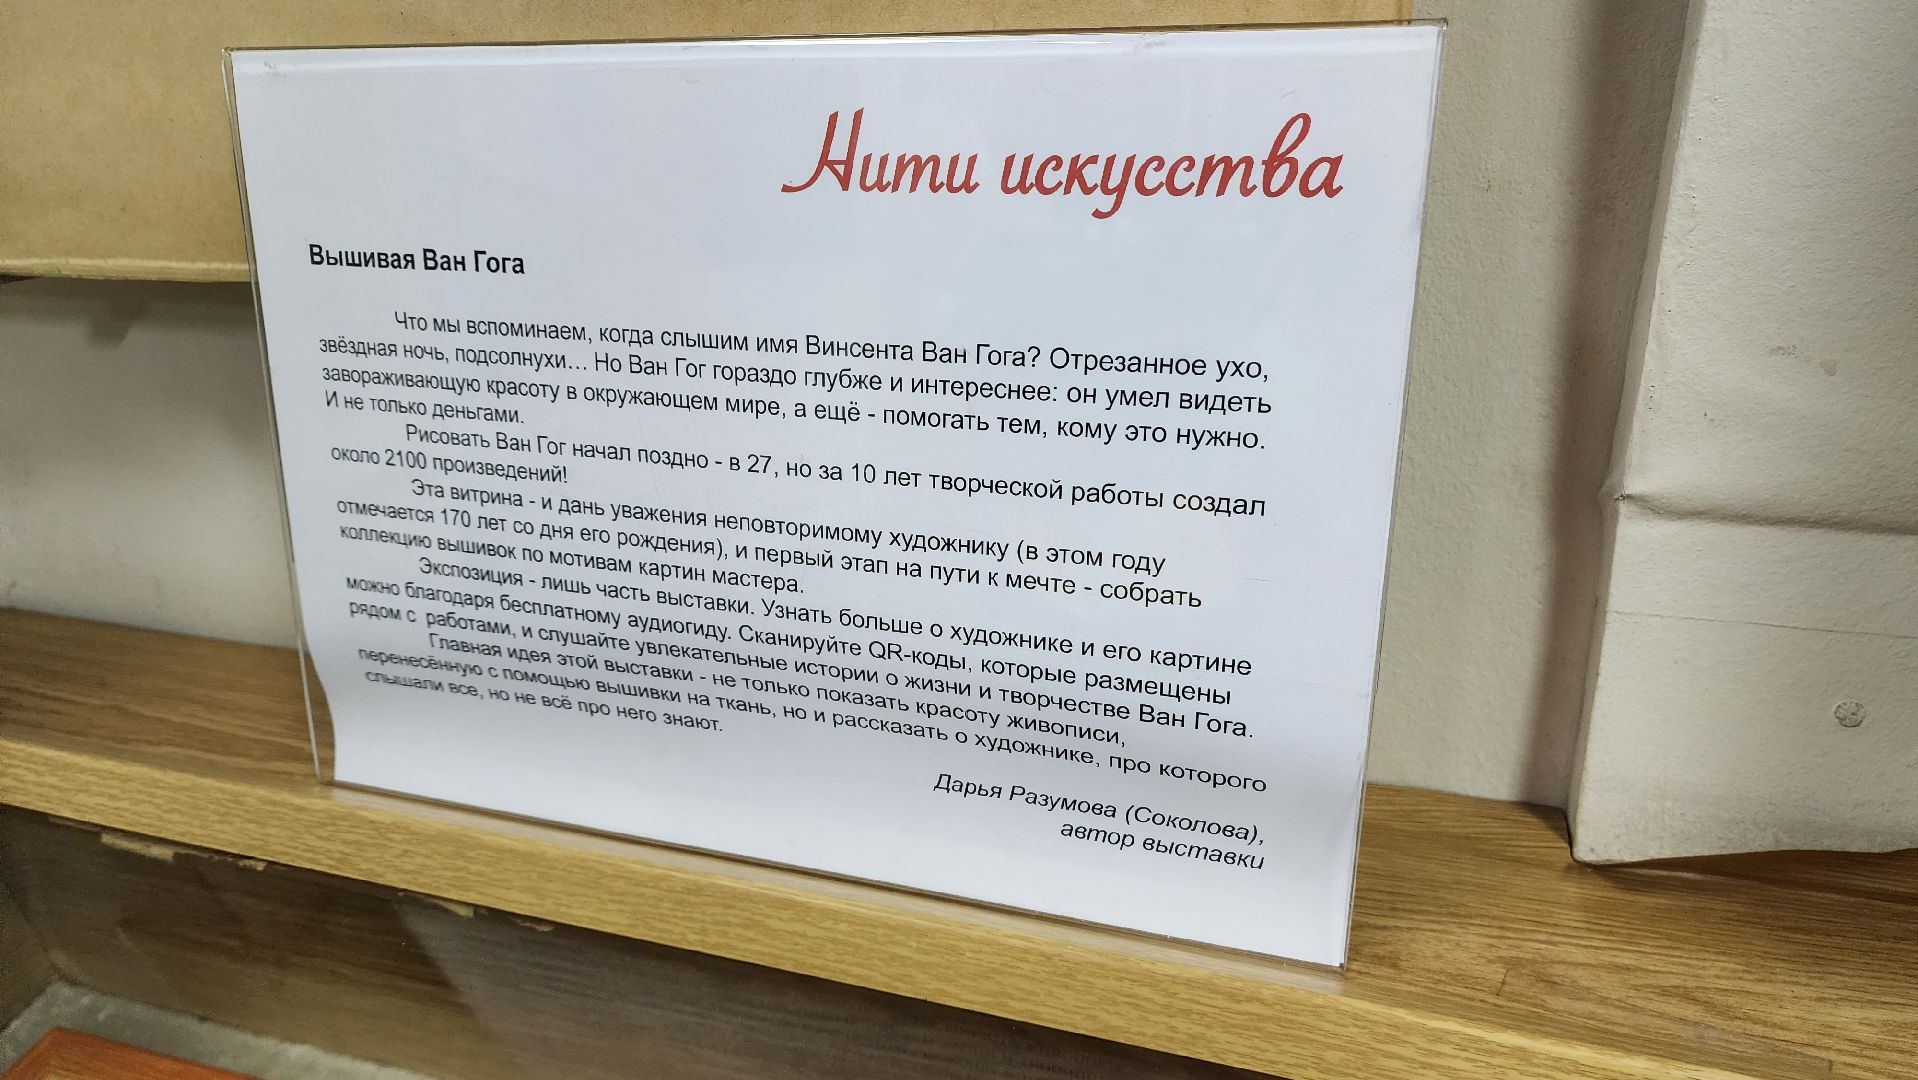 Нити искусства
Вышивая Ван Гога
Что мы вспоминаем, когда слышим имя Винсента Ван Гога? Отрезанное ухо,
звёздная ночь, подсолнухи… Но Ван Гог гораздо глубже и интереснее: он умел видеть
завораживающую красоту в окружающем мире, а ещё - помогать тем, кому это нужно.
И не только деньгами.
Рисовать Ван Гог начал поздно - в 27, но за 10 лет творческой работы создал
около 2100 произведений!
Эта витрина - и дань уважения неповторимому художнику (в этом году
отмечается 170 лет со дня его рождения), и первый этап на пути к мечте - собрать
коллекцию вышивок по мотивам картин мастера.
Экспозиция - лишь часть выставки. Узнать больше о художнике и его картине
можно благодаря бесплатному аудиогиду. Сканируйте QR-коды, которые размещены
рядом с работами, и слушайте увлекательные истории о жизни и творчестве Ван Гога.
Главная идея этой выставки - не только показать красоту живописи,
перенесённую с помощью вышивки на ткань, но и рассказать о художнике, про которого
слышали все, но не всё про него знают.
Дарья Разумова (Соколова),
автор выставки